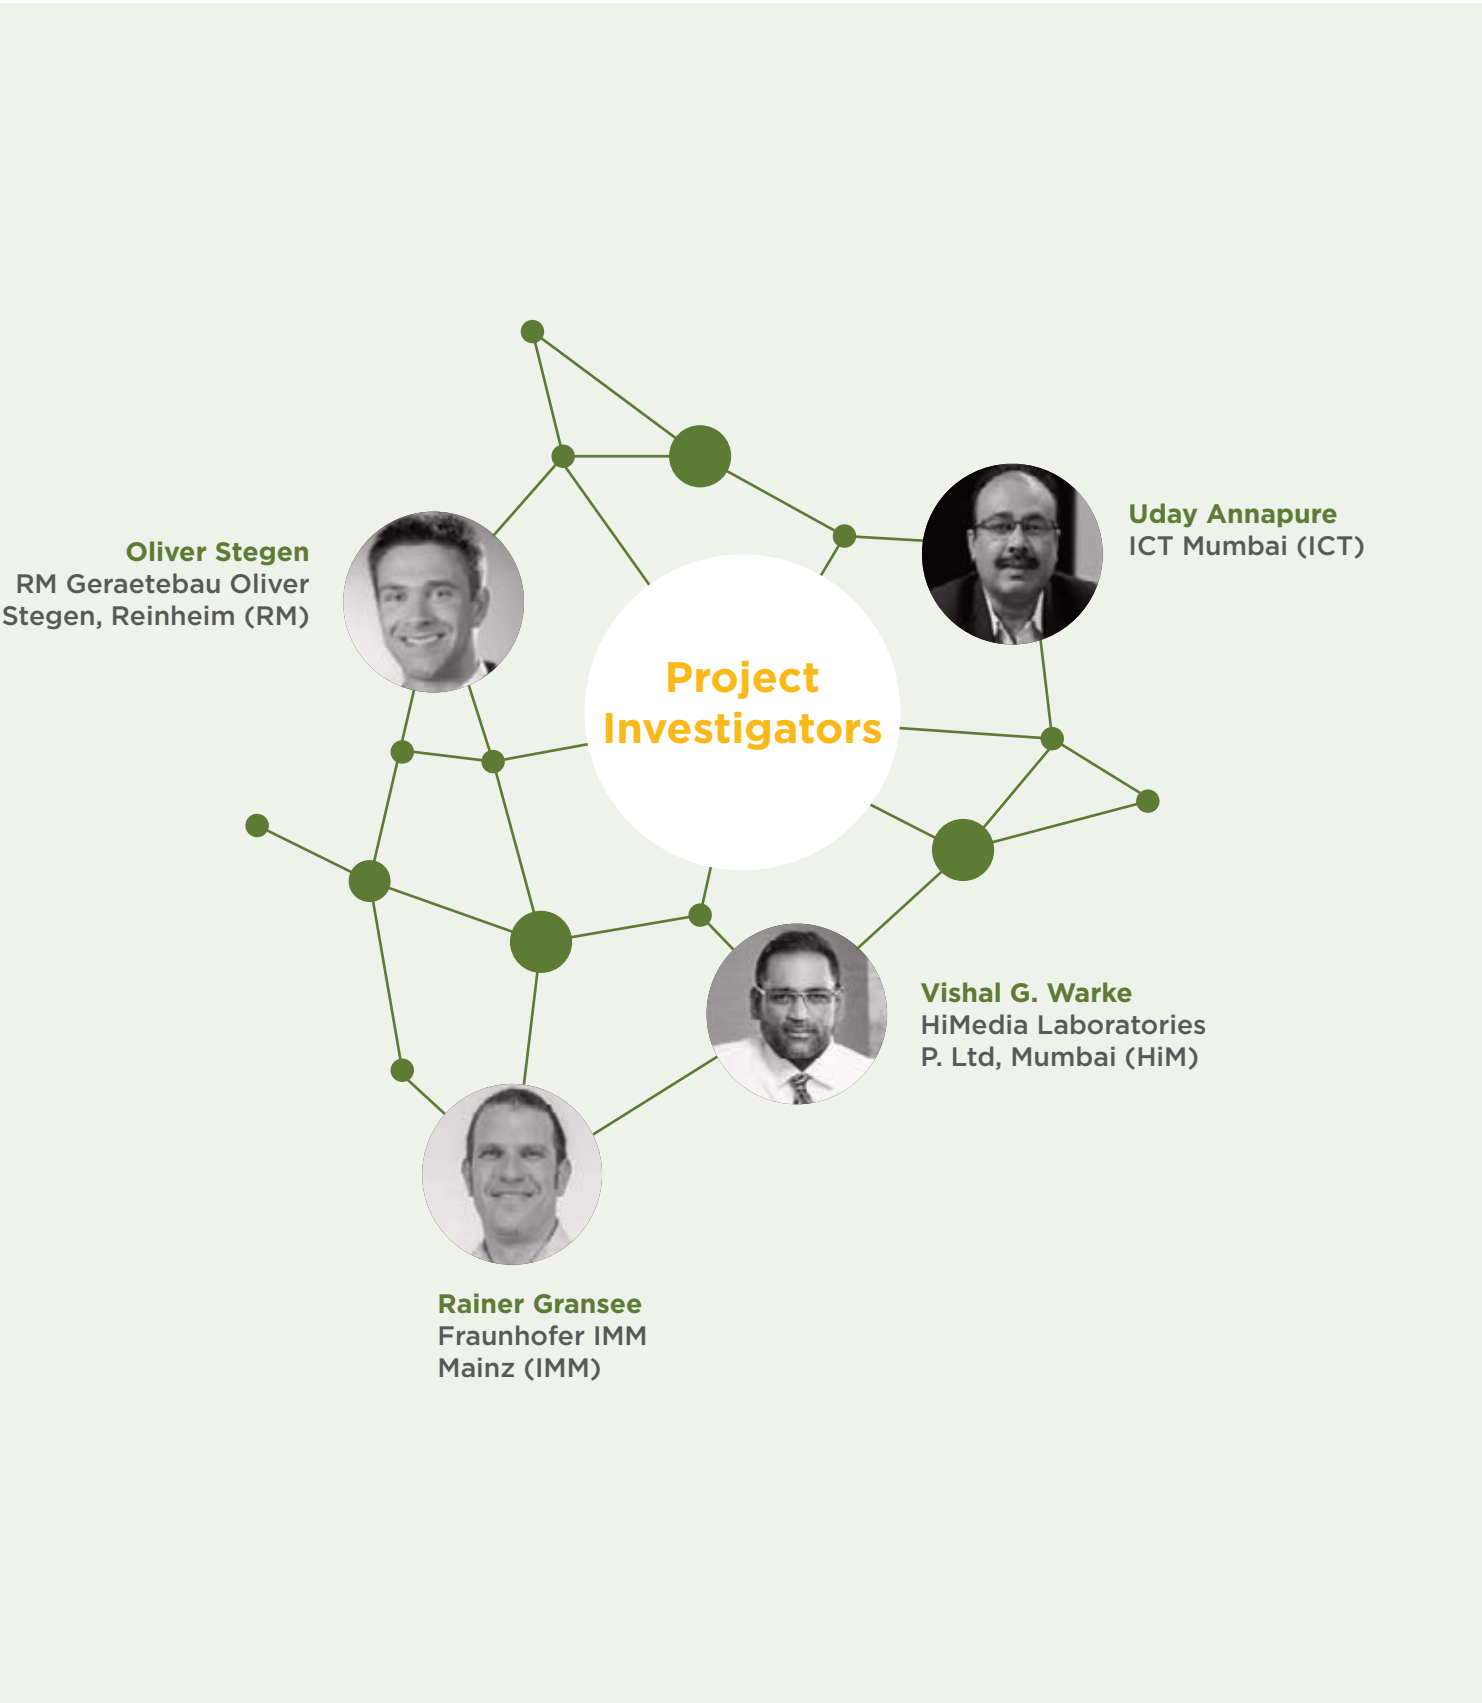 Uday Annapure
ICT Mumbai (ICT)
Oliver Stegen
RM Geraetebau Oliver
Stegen, Reinheim (RM)
Project
Investigators
Vishal G. Warke
HiMedia Laboratories
P. Ltd, Mumbai (HiM)
Rainer Gransee
Fraunhofer IMM
Mainz (IMM)